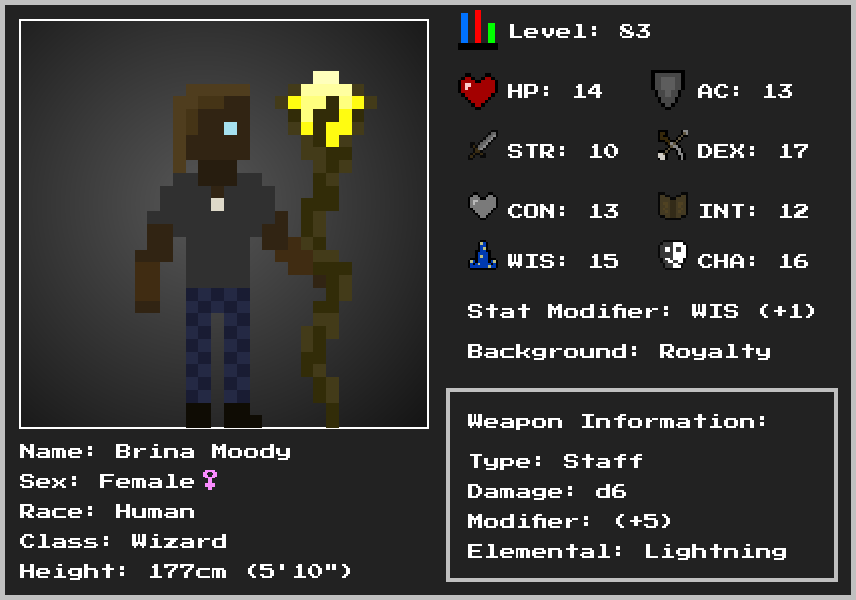 Level: 83
HP: 14 AC: 13
STR: 10 DEX: 17
CON: 13 INT: 12
WIS: 15 CHA: 16
Stat Modifier: WIS (+1)
Background: Royalty
Weapon Information:
Type: Staff
Damage: d6
Modifier: (+5)
Elemental: Lightning
Name: Brina Moody
Sex: Female♀
Race: Human
Class: Wizard
Height: 177cm (5'10")